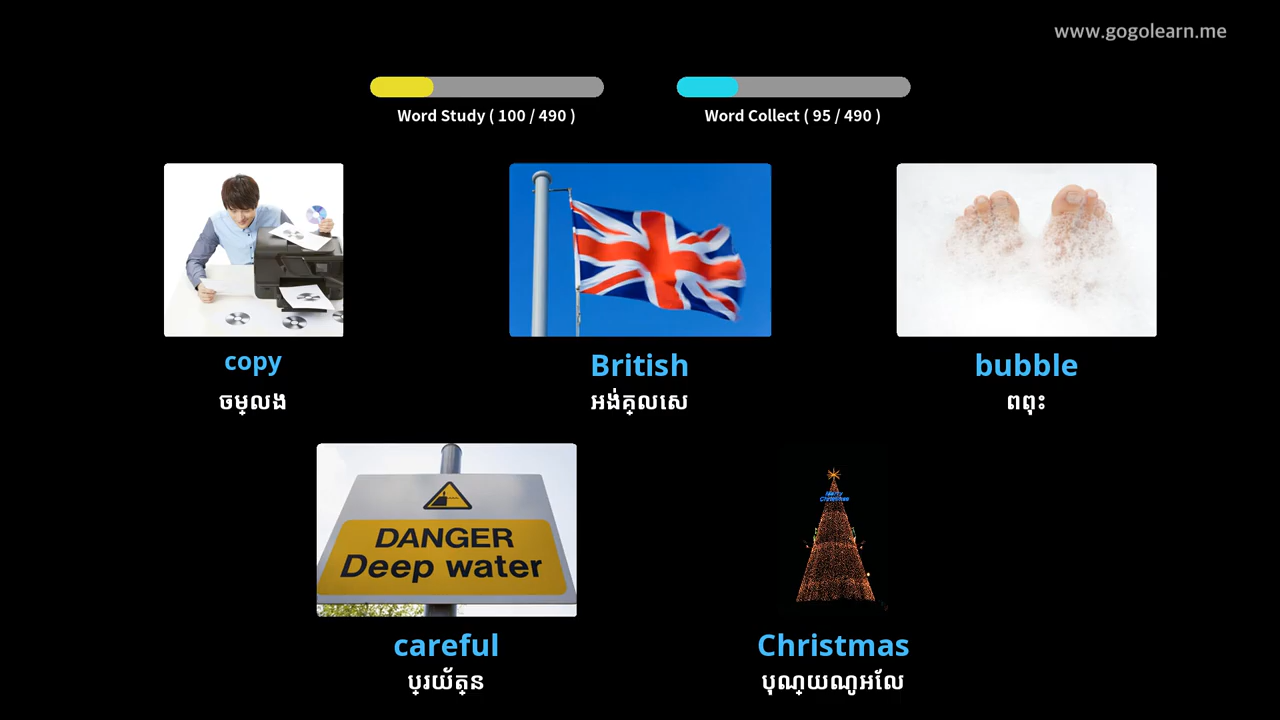 www.gogolearn.me
Word Study ( 100 / 490 )
Word Collect ( 95 / 490 )
copy
ចម្លង
British
អង់គ្លសេ
bubble
ពពុះ
DANGER
Deep water
Merry
Christmas
careful
ប្រយ័ត្ន
Christmas
បុណ្យណូអលែ